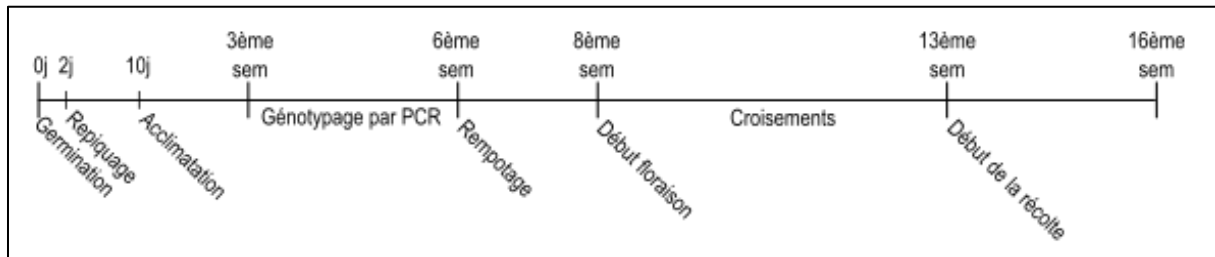 3ème
sem
6ème
sem
8ème
sem
13ème
sem
16ème
sem
0j 2j 10j
Génotypage par PCR
Croisements
Germination
Repiquage
Acclimatation
Rempotage
Début floraison
Début de la récolte